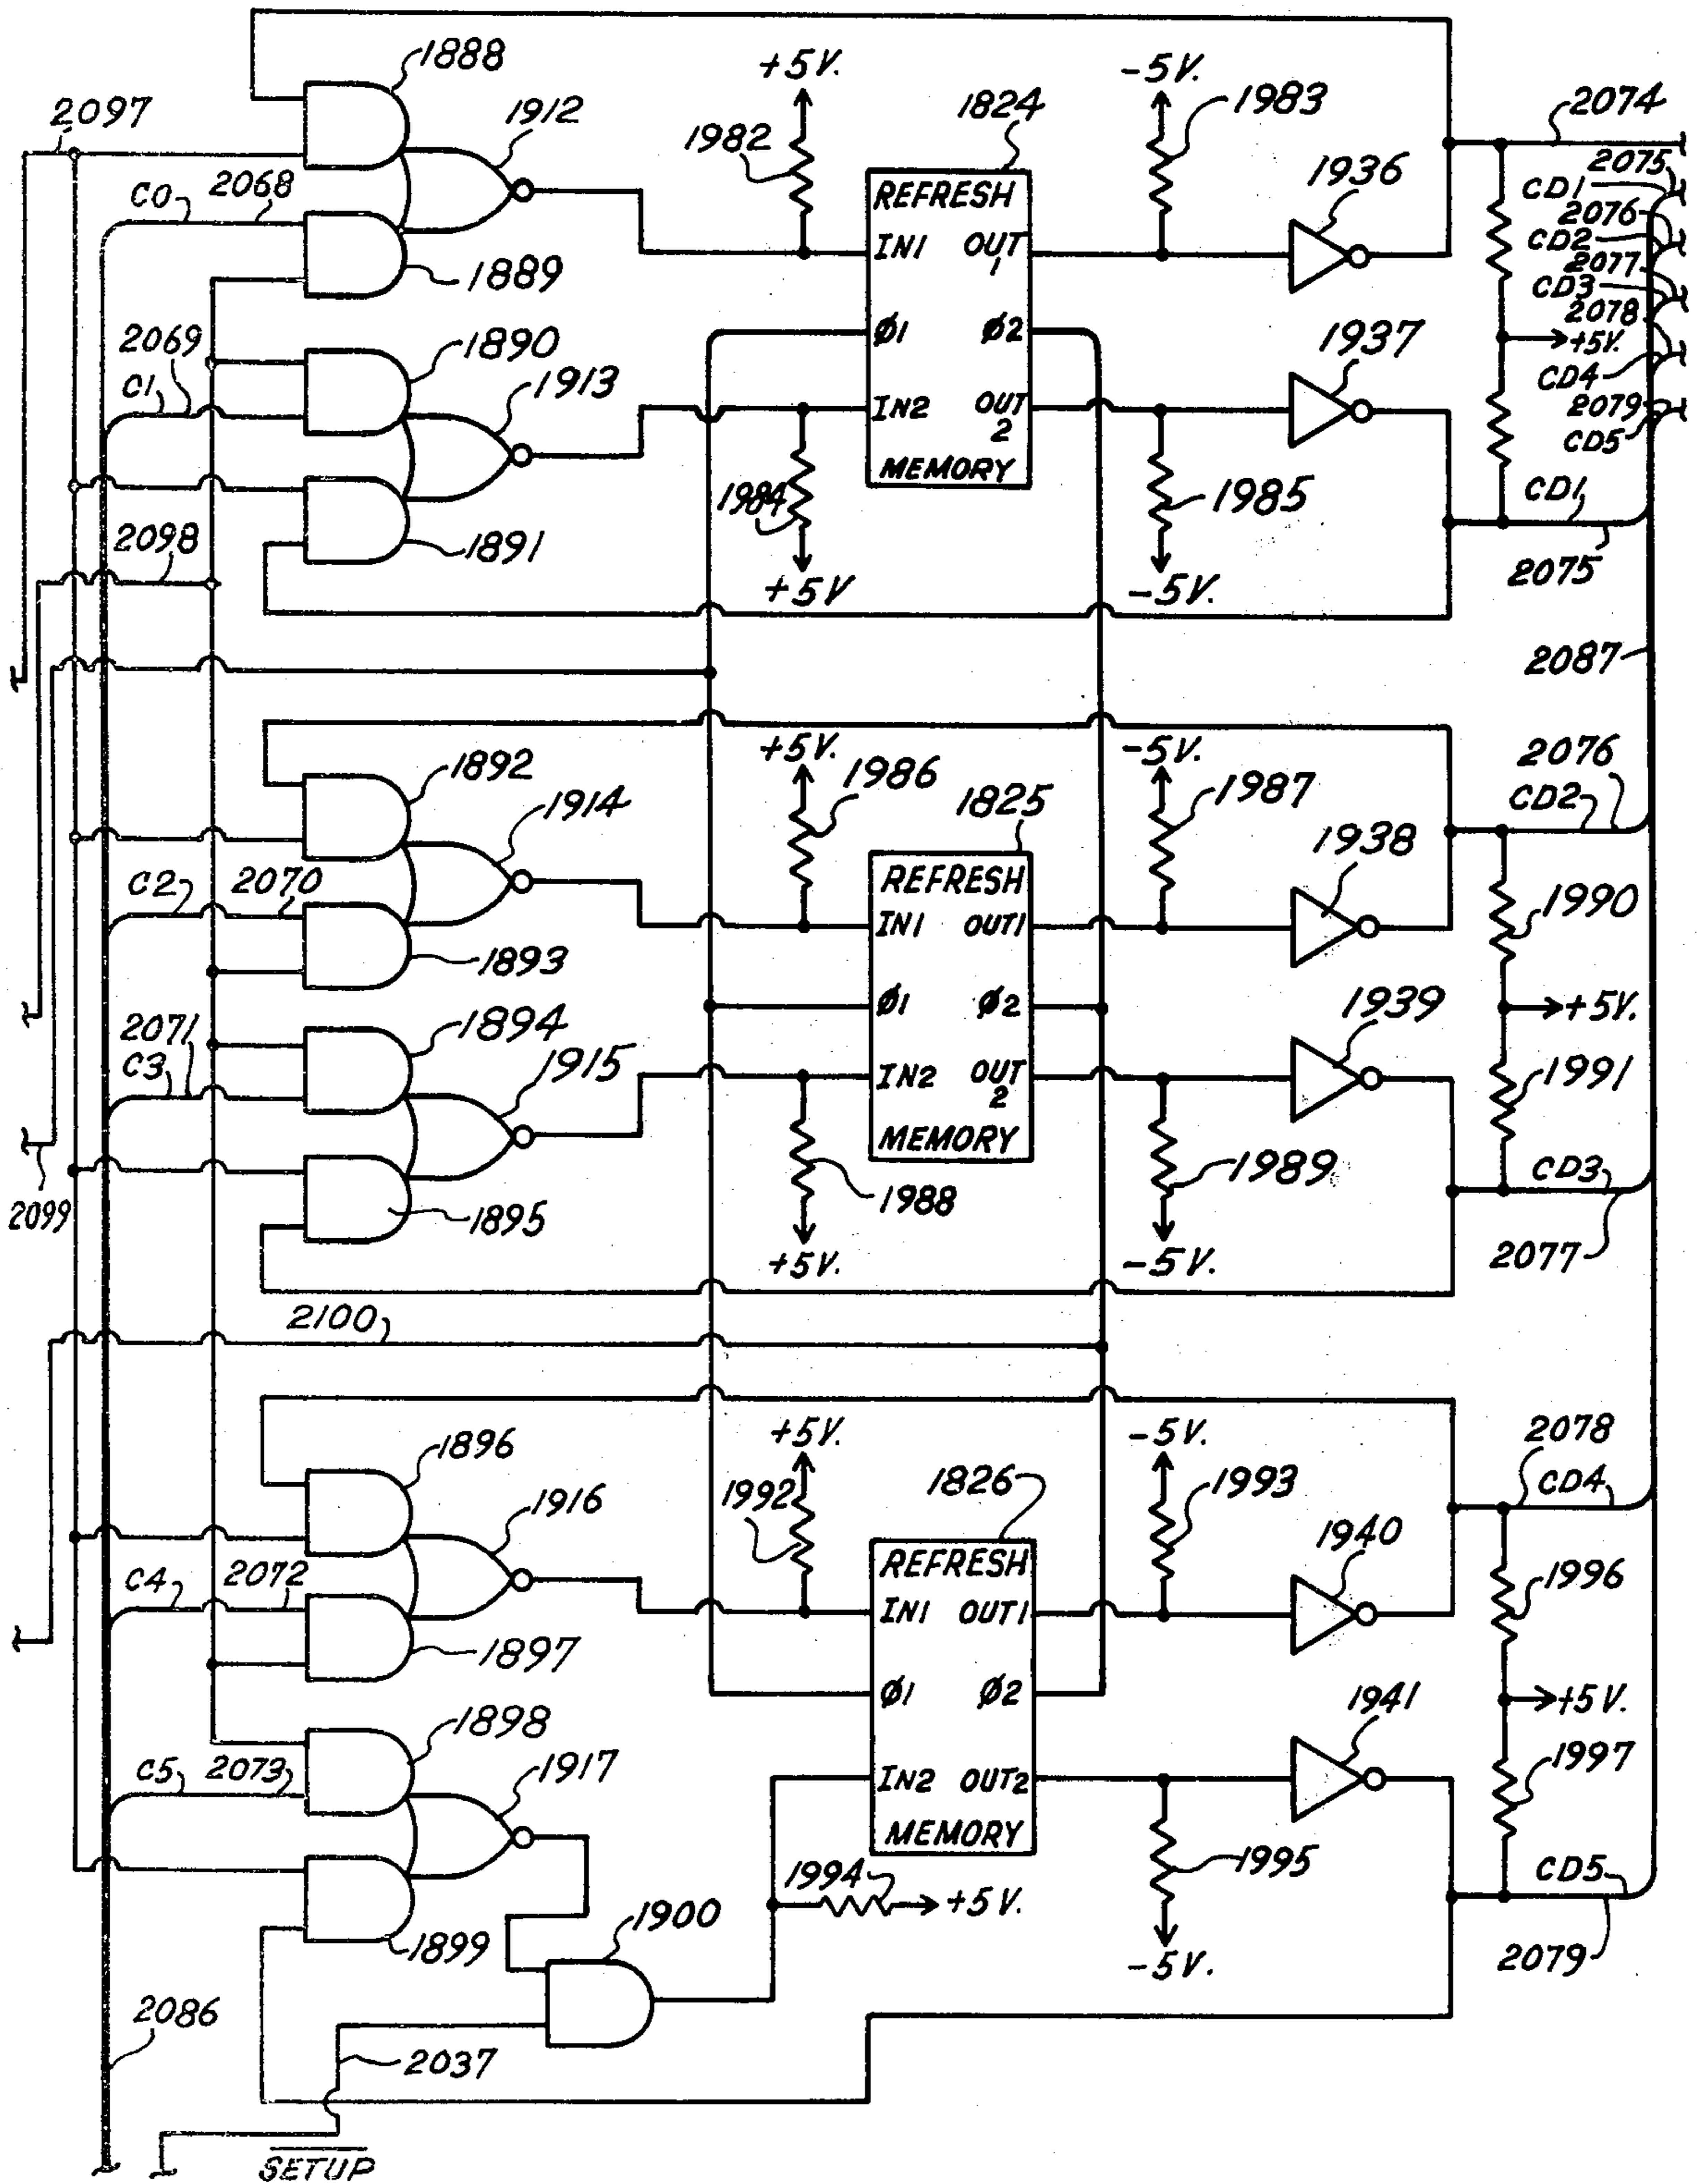 1888
+5V.
-5V.
2097
1912
1982
1824
1983
2074
C0
2068
REFRESH
1936
2075
CD1
2076
CD2
2077
CD3
2078
+5V.
CD4
2079
CD5
IN1
OUT
1
1889
ø1
ø2
2069
1890
1937
C1
1913
IN2
OUT
2
MEMORY
1984
1985
CD1
2098
1891
2075
+5V
-5V.
2087
1892
+5V.
-5V.
2076
1986
1825
1987
CD2
1914
1938
C2
2070
REFRESH
1990
IN1
OUT1
1893
ø1
ø2
+5V.
2071
1894
1939
C3
1915
IN2
OUT
2
1991
MEMORY
2099
1895
1988
1989
CD3
+5V.
-5V.
2077
2100
1896
+5V.
-5V.
2078
1992
1826
1993
CD4
1916
1940
C4
2072
REFRESH
1996
IN1
OUT1
1897
ø1
ø2
+5V.
1898
1941
C5
2073
1917
IN2
OUT2
1997
MEMORY
1994
+5V.
1995
CD5
1899
1900
-5V.
2079
2086
2037
SETUP